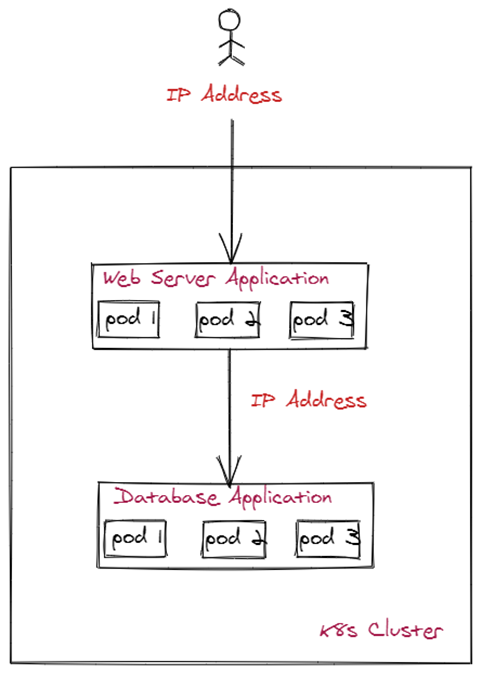 IP Address
Web Server Application
pod 1
pod 2
pod 3
IP Address
Database Application
pod 1
pod 2
pod 3
K8s Cluster